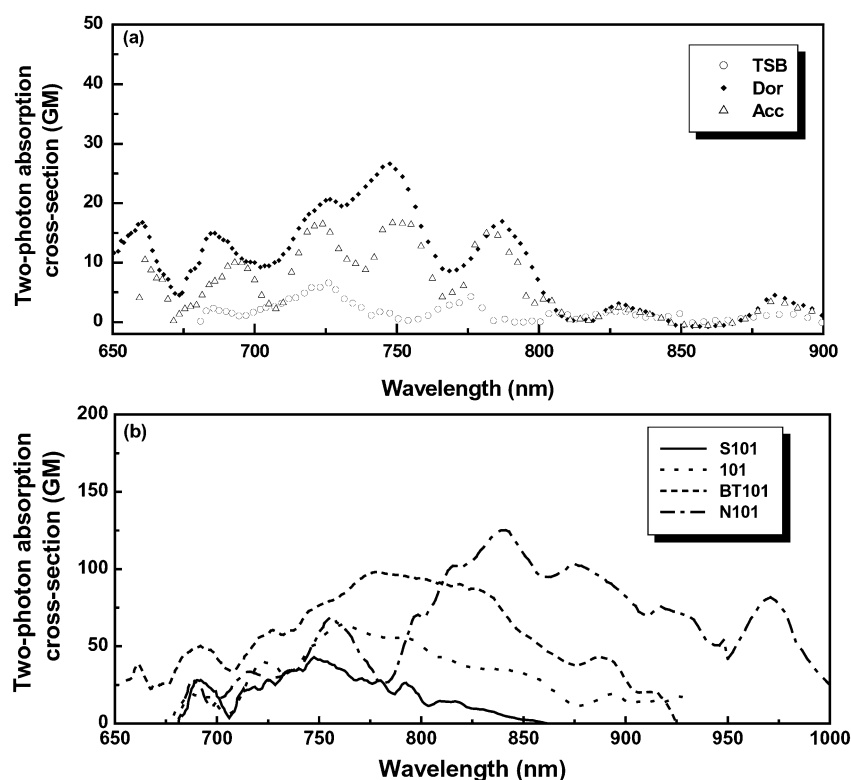 50
(a)
TSB
Dor
Acc
40
30
20
10
0
Two-photon absorption
cross-section (GM)
650 700 750 800 850 900
Wavelength (nm)
200
(b)
S101
101
BT101
N101
150
100
50
0
Two-photon absorption
cross-section (GM)
650 700 750 800 850 900 950 1000
Wavelength (nm)